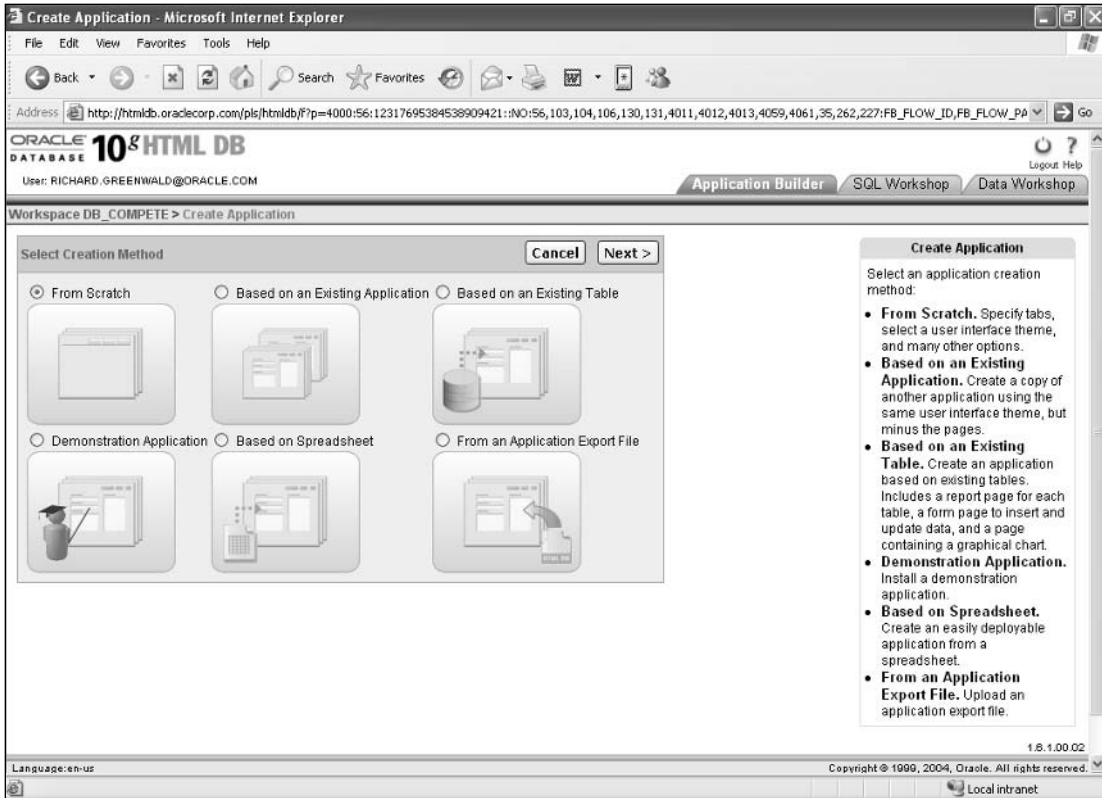 Create Application - Microsoft Internet Explorer
File Edit View Favorites Tools Help
Back Search Favorites
Address http://htmldb.oraclecorp.com/pls/htmldb/f?p=4000:56:12317695384538909421::NO:56,103,104,106,130,131,4011,4012,4013,4059,4061,35,262,227:FB_FLOW_ID,FB_FLOW_PA Go
ORACLE DATABASE 10g HTML DB
Logout Help
User: RICHARD.GREENWALD@ORACLE.COM
Application Builder SQL Workshop Data Workshop
Workspace DB_COMPETE > Create Application
Select Creation Method Cancel Next >
From Scratch Based on an Existing Application Based on an Existing Table
Demonstration Application Based on Spreadsheet From an Application Export File
Create Application
Select an application creation
method:
• From Scratch. Specify tabs,
select a user interface theme,
and many other options.
• Based on an Existing
Application. Create a copy of
another application using the
same user interface theme, but
minus the pages.
• Based on an Existing
Table. Create an application
based on existing tables.
Includes a report page for each
table, a form page to insert and
update data, and a page
containing a graphical chart.
• Demonstration Application.
Install a demonstration
application.
• Based on Spreadsheet.
Create an easily deployable
application from a
spreadsheet.
• From an Application
Export File. Upload an
application export file.
1.6.1.00.02
Language:en-us Copyright © 1999, 2004, Oracle. All rights reserved.
Local intranet